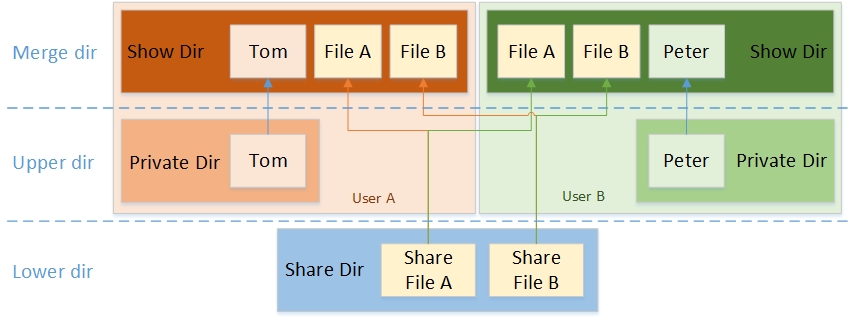 Merge dir
Show Dir
Tom
File A
File B
File A
File B
Peter
Show Dir
Upper dir
Private Dir
Tom
User A
User B
Peter
Private Dir
Lower dir
Share Dir
Share
File A
Share
File B